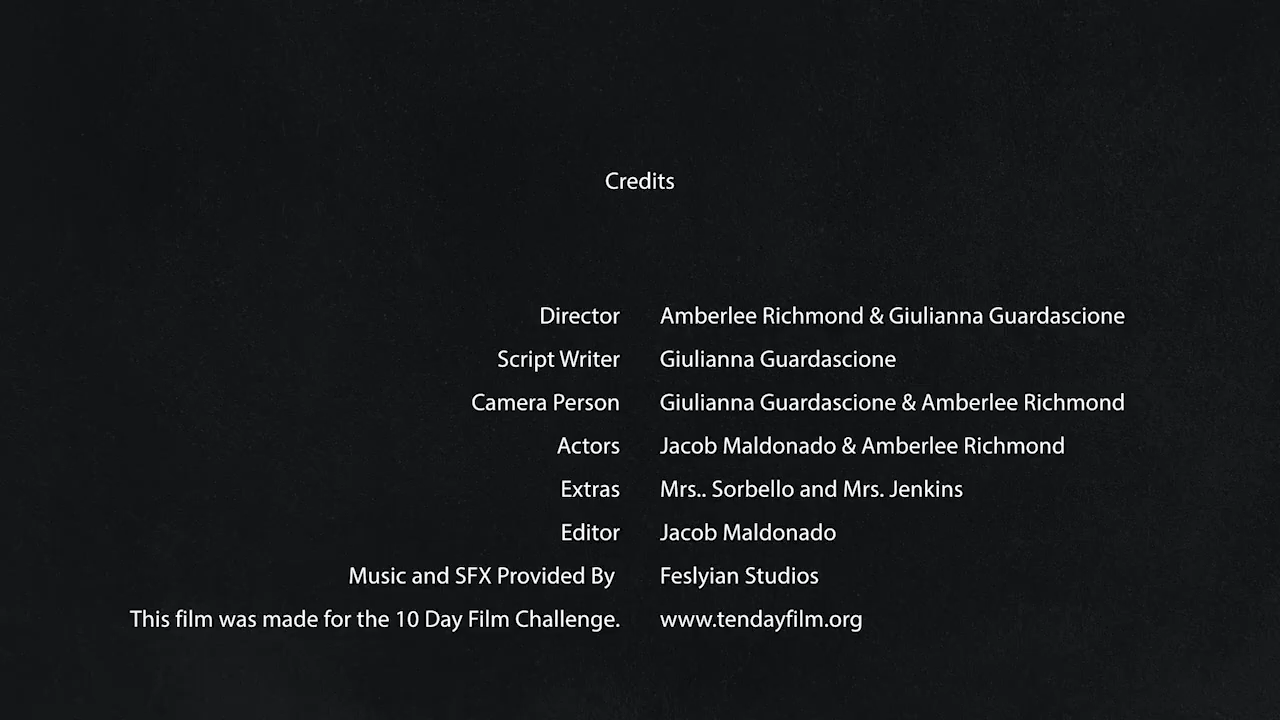 Credits
Director Amberlee Richmond & Giulianna Guardascione
Script Writer Giulianna Guardascione
Camera Person Giulianna Guardascione & Amberlee Richmond
Actors Jacob Maldonado & Amberlee Richmond
Extras Mrs.. Sorbello and Mrs. Jenkins
Editor Jacob Maldonado
Music and SFX Provided By Feslyian Studios
This film was made for the 10 Day Film Challenge. www.tendayfilm.org